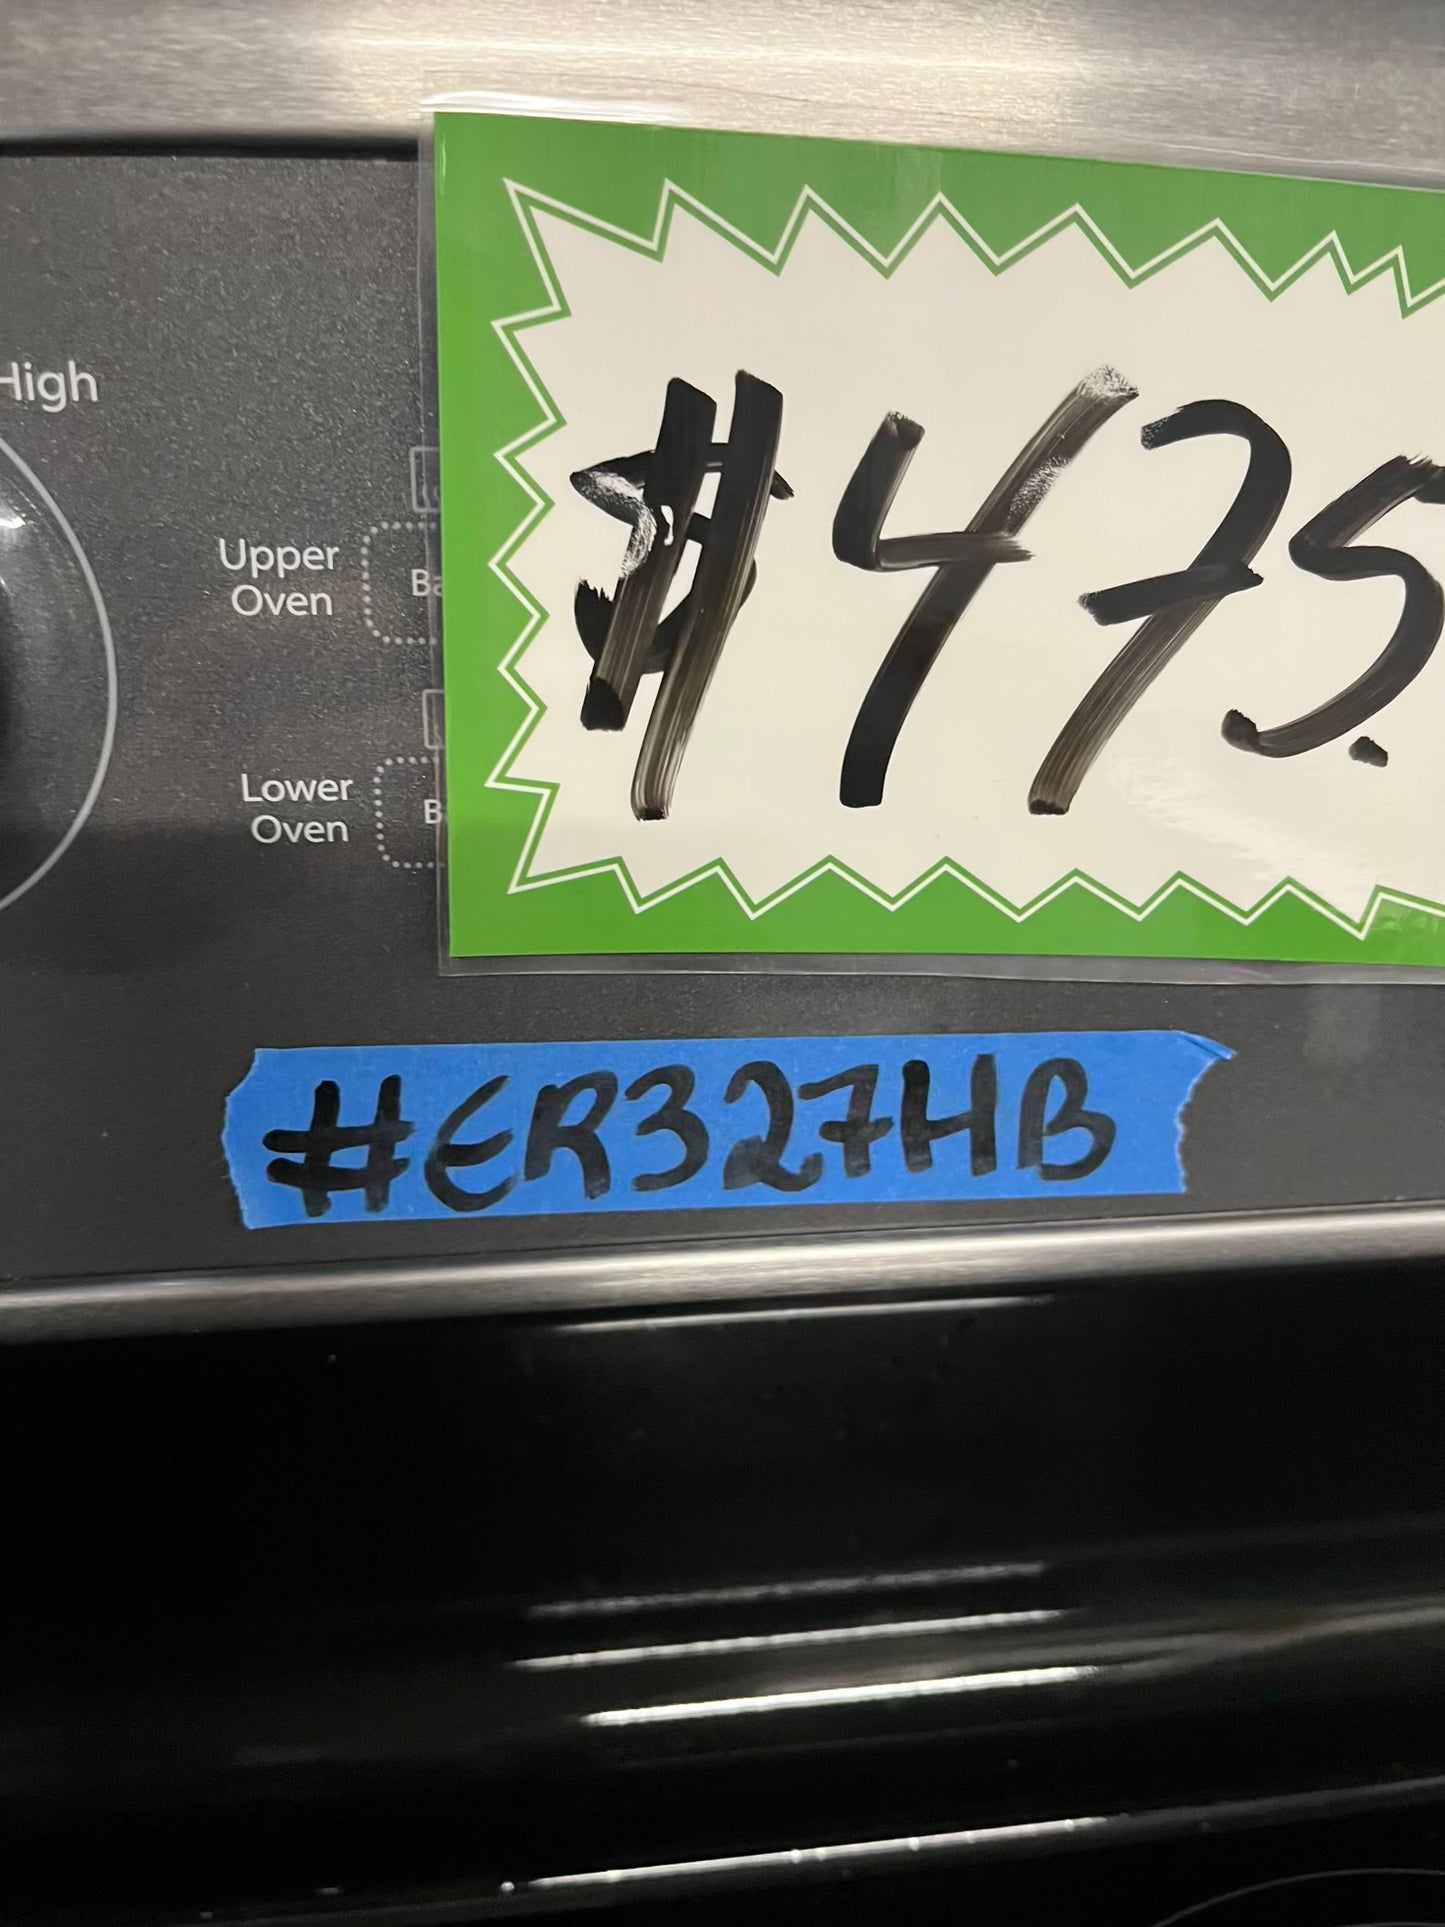 High
$475.
Upper
Oven
Lower
Oven
#ER327HB